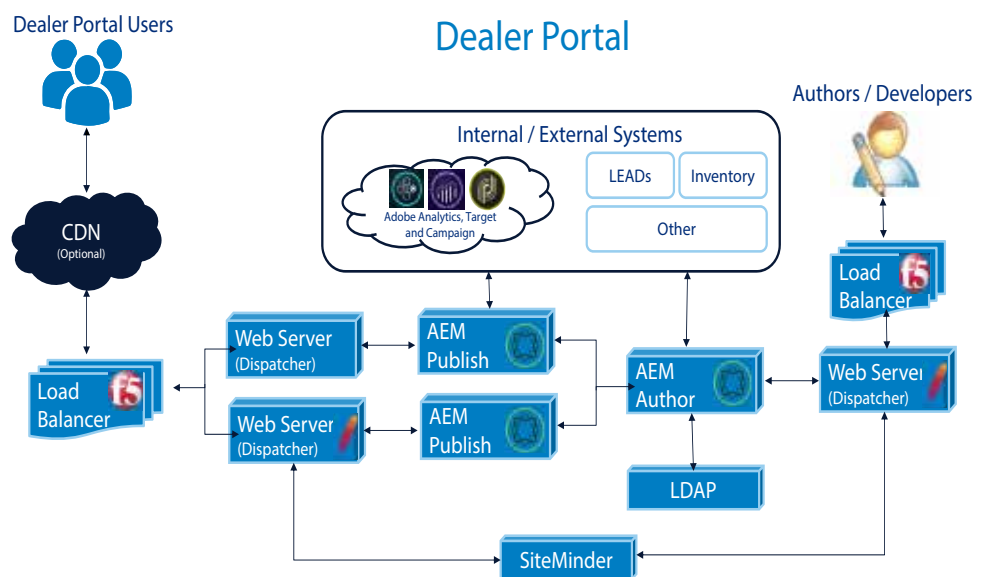 Dealer Portal Users
Dealer Portal
Authors / Developers
Internal / External Systems
Adobe Analytics, Target
and Campaign
LEADs
Inventory
Other
CDN
(Optional)
Load
Balancer
f5
Web Server
(Dispatcher)
AEM
Publish
AEM
Author
Web Server
(Dispatcher)
Load
Balancer
f5
Web Server
(Dispatcher)
AEM
Publish
LDAP
SiteMinder